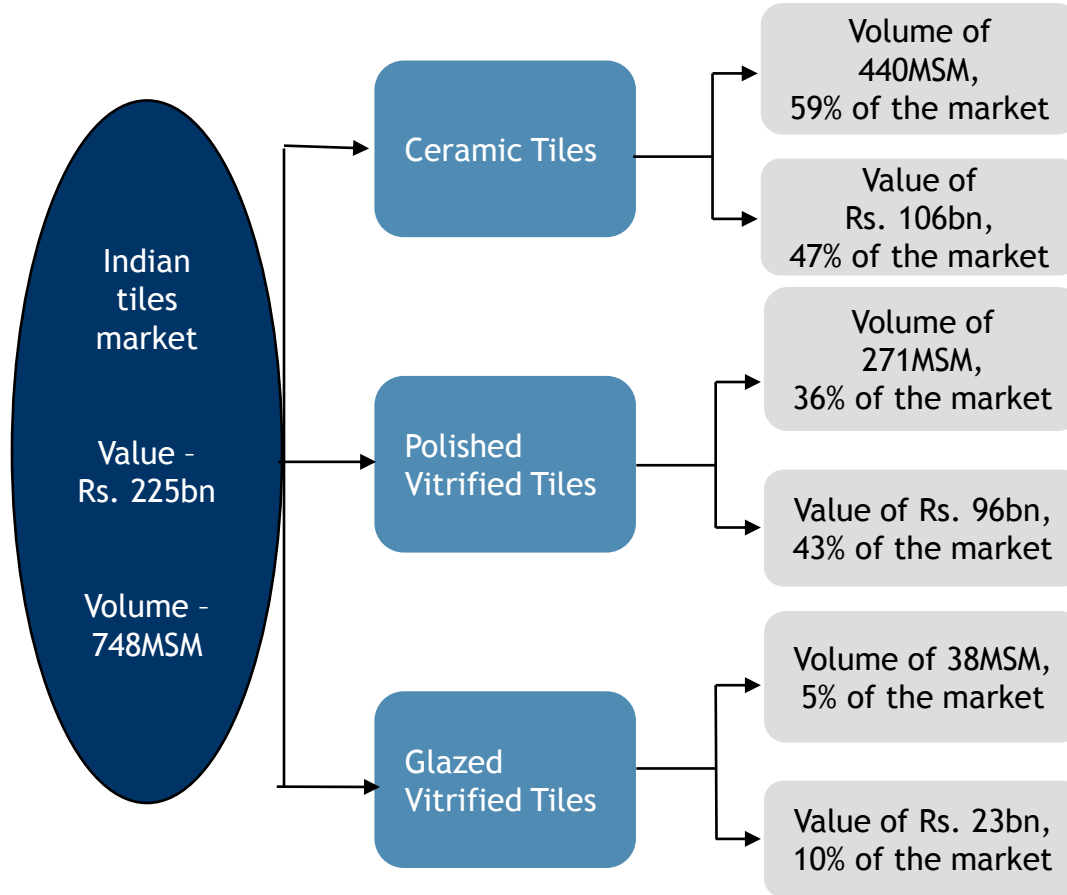 Indian
tiles
market
Value –
Rs. 225bn
Volume –
748MSM
Ceramic Tiles
Volume of
440MSM,
59% of the market
Value of
Rs. 106bn,
47% of the market
Polished
Vitrified Tiles
Volume of
271MSM,
36% of the market
Value of Rs. 96bn,
43% of the market
Glazed
Vitrified Tiles
Volume of 38MSM,
5% of the market
Value of Rs. 23bn,
10% of the market